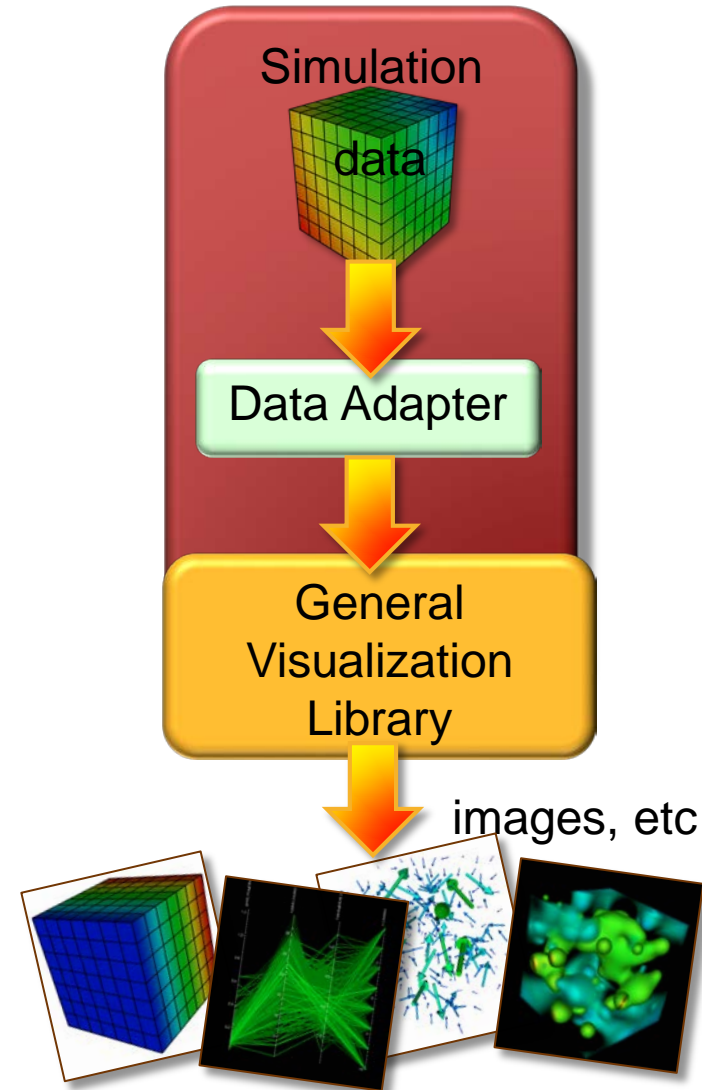 Simulation
data
Data Adapter
General
Visualization
Library
images, etc